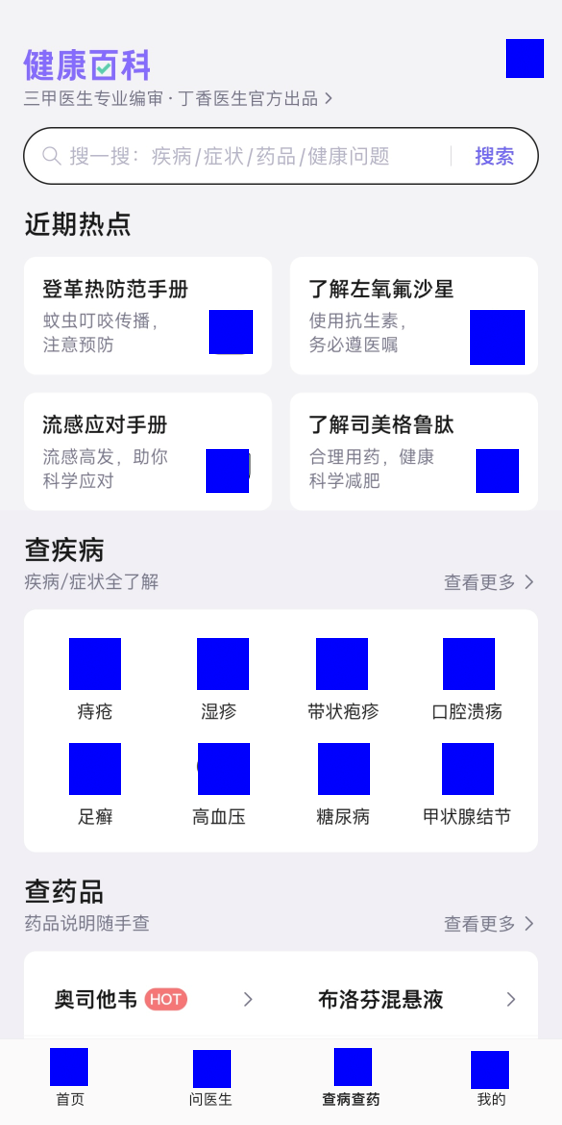 健康百科
三甲医生专业编审 · 丁香医生官方出品
搜一搜：疾病/症状/药品/健康问题
搜索
近期热点
登革热防范手册
蚊虫叮咬传播，
注意预防
了解左氧氟沙星
使用抗生素，
务必遵医嘱
流感应对手册
流感高发，助你
科学应对
了解司美格鲁肽
合理用药，健康
科学减肥
查疾病
疾病/症状全了解
查看更多
痔疮
湿疹
带状疱疹
口腔溃疡
足癣
高血压
糖尿病
甲状腺结节
查药品
药品说明随手查
查看更多
奥司他韦 HOT
布洛芬混悬液
首页
问医生
查病查药
我的